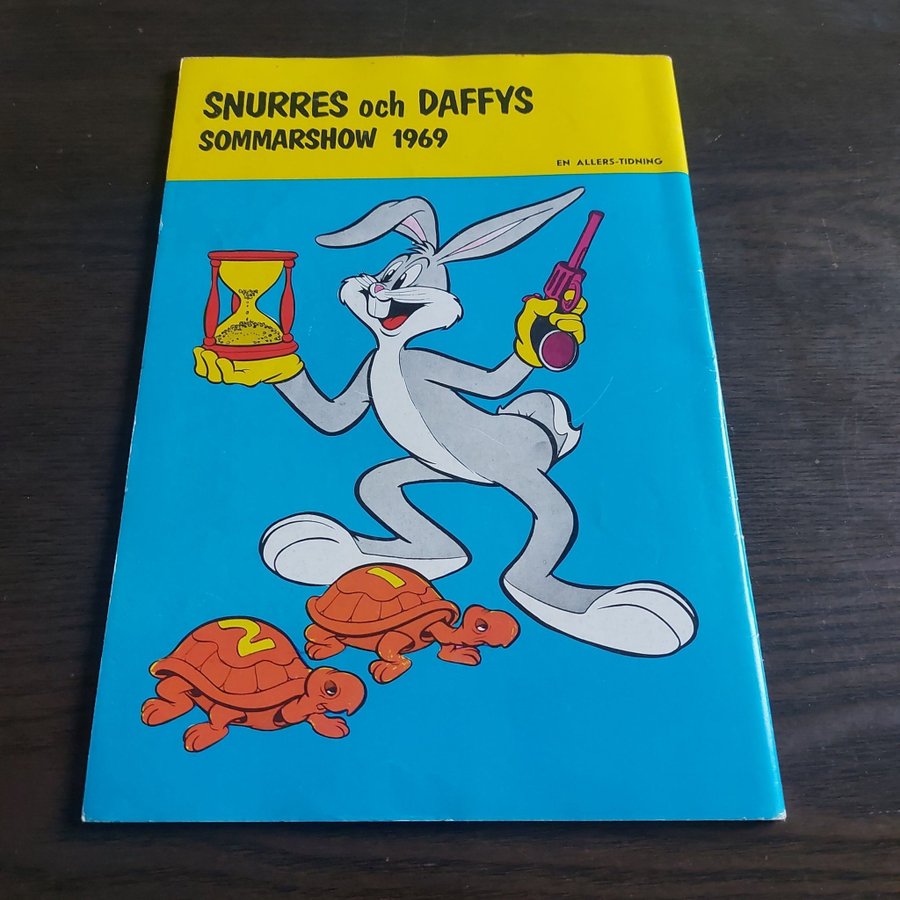 SNURRES och DAFFYS
SOMMARSHOW 1969
EN ALLERS-TIDNING
1
2